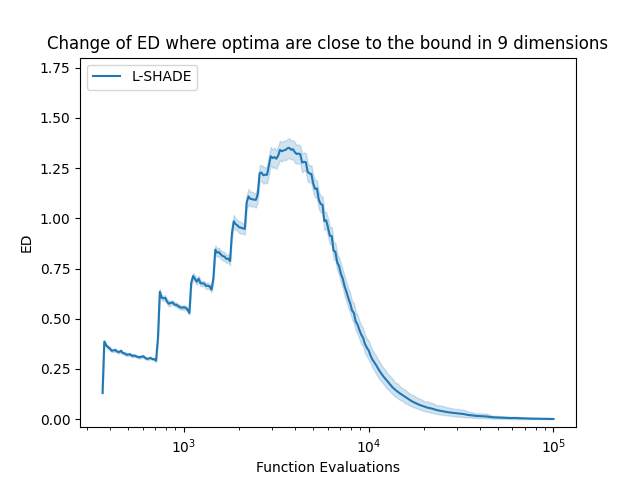 Change of ED where optima are close to the bound in 9 dimensions
L-SHADE
1.75
1.50
1.25
1.00
0.75
0.50
0.25
0.00
ED
10³ 10⁴ 10⁵
Function Evaluations